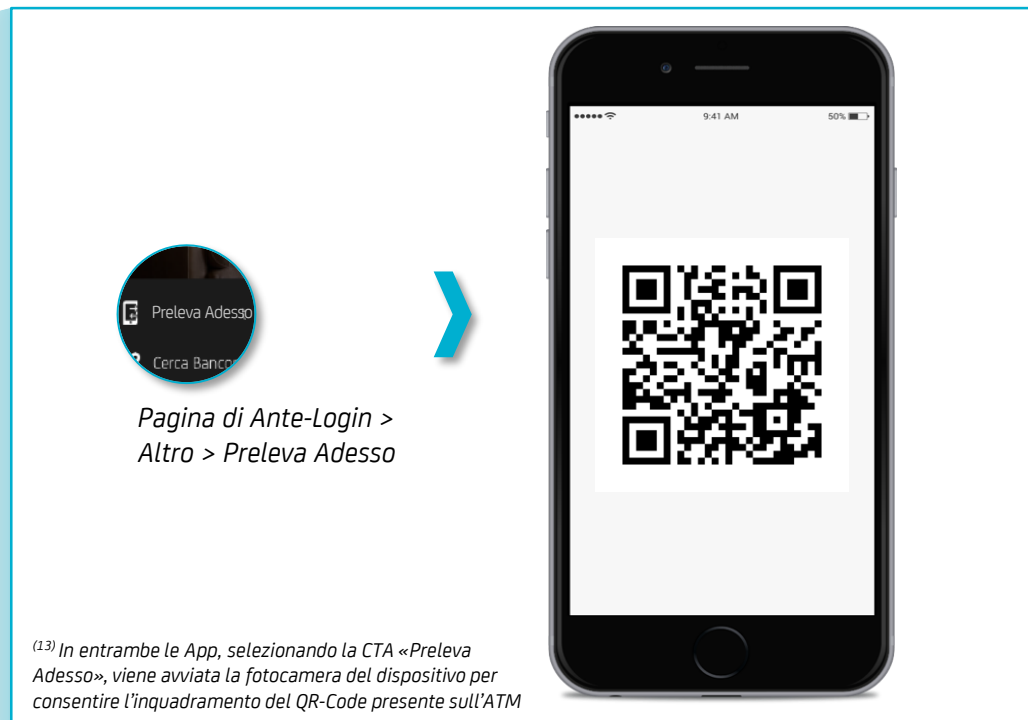 9:41 AM
50%
Preleva Adesso
Cerca
Pagina di Ante-Login >
Altro > Preleva Adesso
(13) In entrambe le App, selezionando la CTA «Preleva
Adesso», viene avviata la fotocamera del dispositivo per
consentire l'inquadramento del QR-Code presente sull'ATM